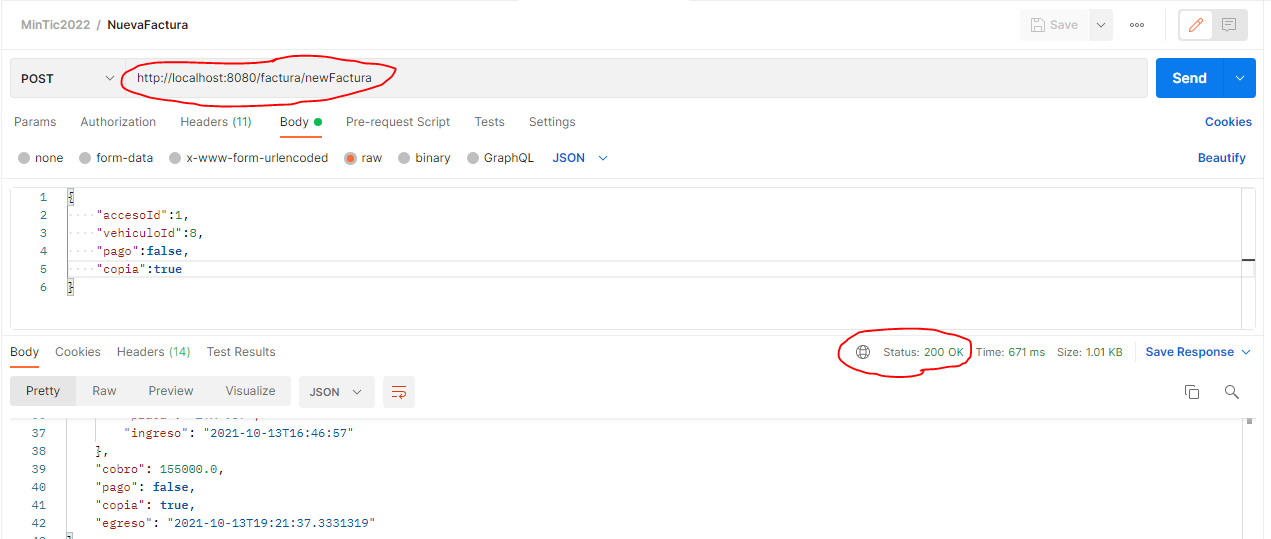 MinTic2022 / NuevaFactura
Save
POST http://localhost:8080/factura/newFactura Send
Params Authorization Headers (11) Body Pre-request Script Tests Settings Cookies
none form-data x-www-form-urlencoded raw binary GraphQL JSON Beautify
1 {
2 "accesoId":1,
3 "vehiculoId":8,
4 "pago":false,
5 "copia":true
6 }
Body Cookies Headers (14) Test Results Status: 200 OK Time: 671 ms Size: 1.01 KB Save Response
Pretty Raw Preview Visualize JSON
37 "ingreso": "2021-10-13T16:46:57"
38 },
39 "cobro": 155000.0,
40 "pago": false,
41 "copia": true,
42 "egreso": "2021-10-13T19:21:37.3331319"